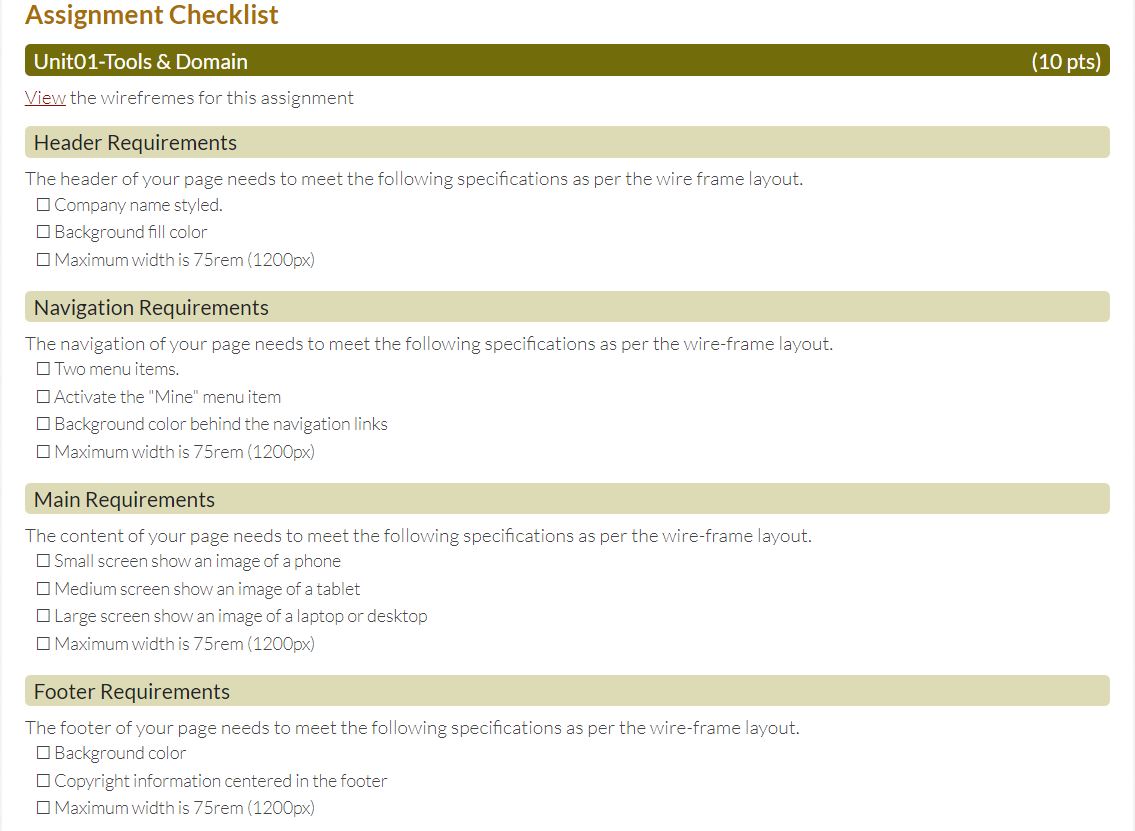 Assignment Checklist
Unit01-Tools & Domain (10 pts)
View the wirefremes for this assignment
Header Requirements
The header of your page needs to meet the following specifications as per the wire frame layout.
☐ Company name styled.
☐ Background fill color
☐ Maximum width is 75rem (1200px)
Navigation Requirements
The navigation of your page needs to meet the following specifications as per the wire-frame layout.
☐ Two menu items.
☐ Activate the "Mine" menu item
☐ Background color behind the navigation links
☐ Maximum width is 75rem (1200px)
Main Requirements
The content of your page needs to meet the following specifications as per the wire-frame layout.
☐ Small screen show an image of a phone
☐ Medium screen show an image of a tablet
☐ Large screen show an image of a laptop or desktop
☐ Maximum width is 75rem (1200px)
Footer Requirements
The footer of your page needs to meet the following specifications as per the wire-frame layout.
☐ Background color
☐ Copyright information centered in the footer
☐ Maximum width is 75rem (1200px)